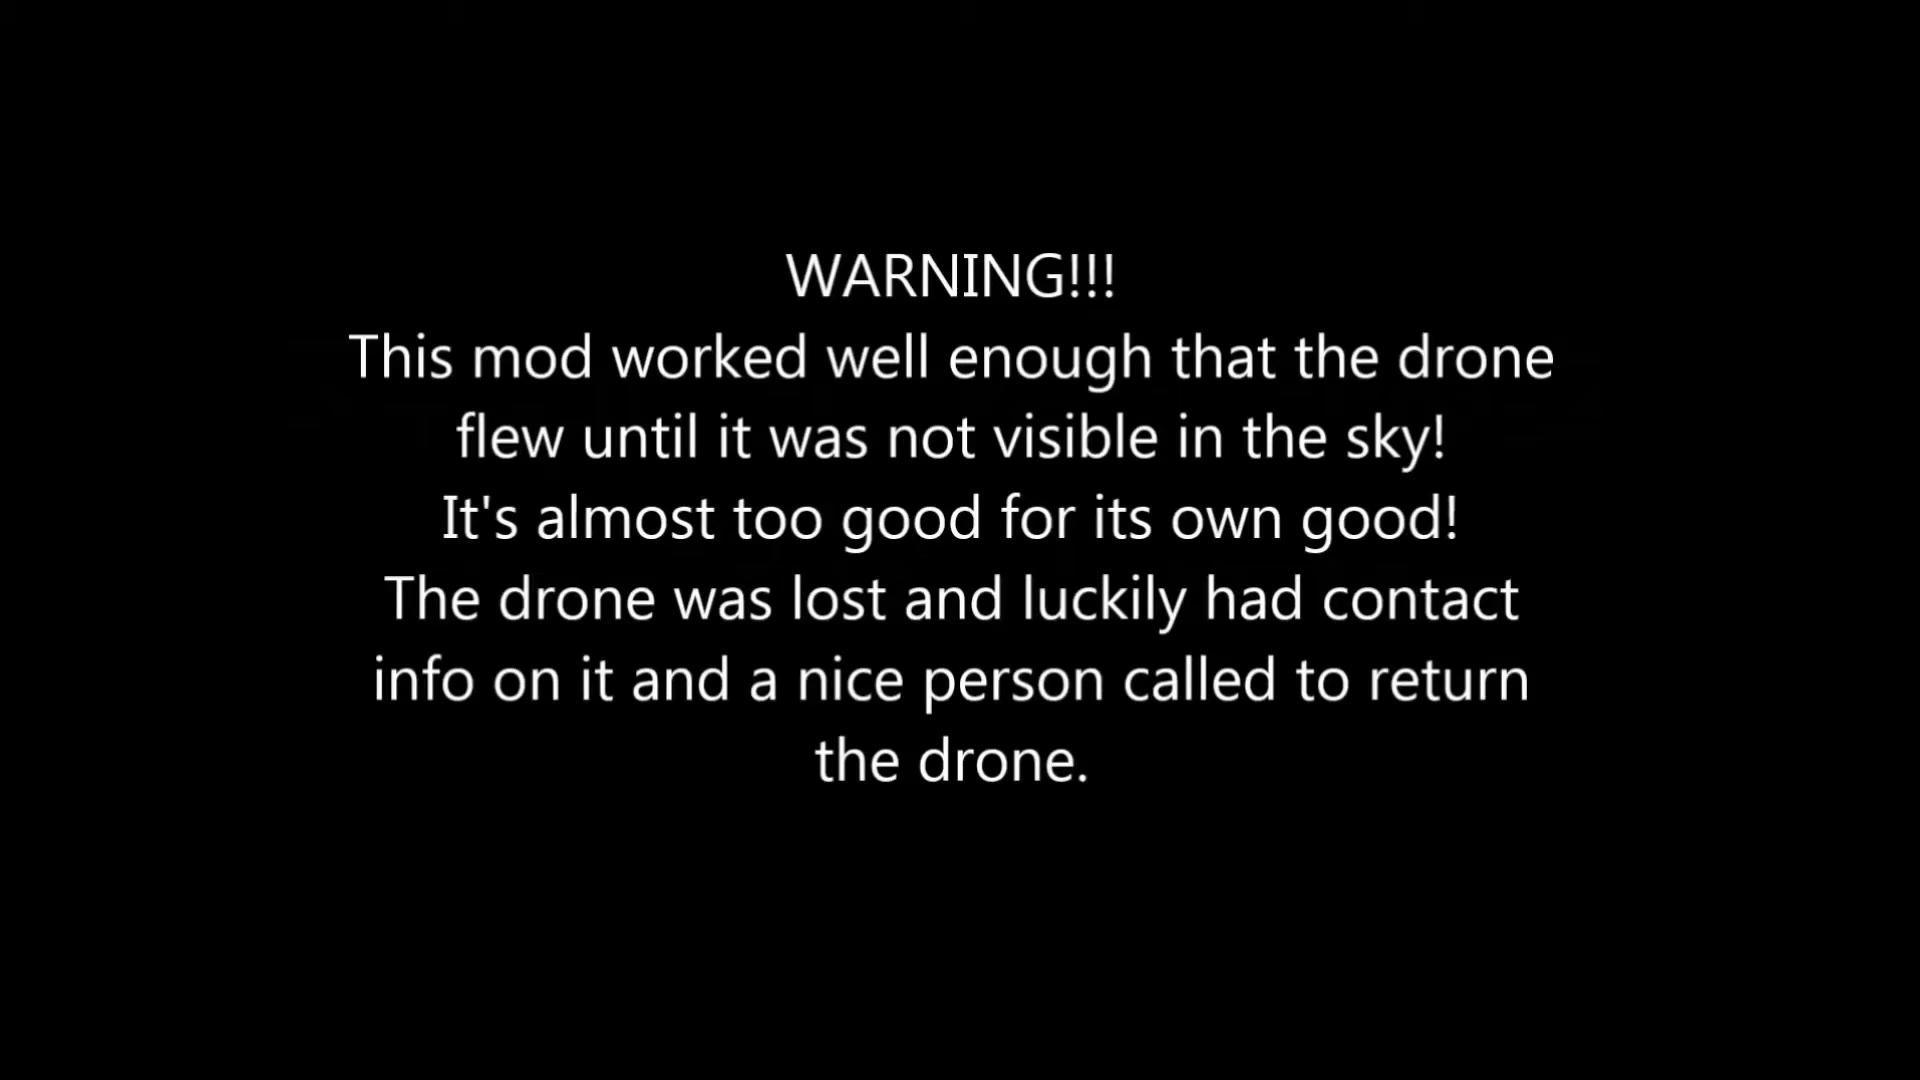 WARNING!!!
This mod worked well enough that the drone
flew until it was not visible in the sky!
It's almost too good for its own good!
The drone was lost and luckily had contact
info on it and a nice person called to return
the drone.